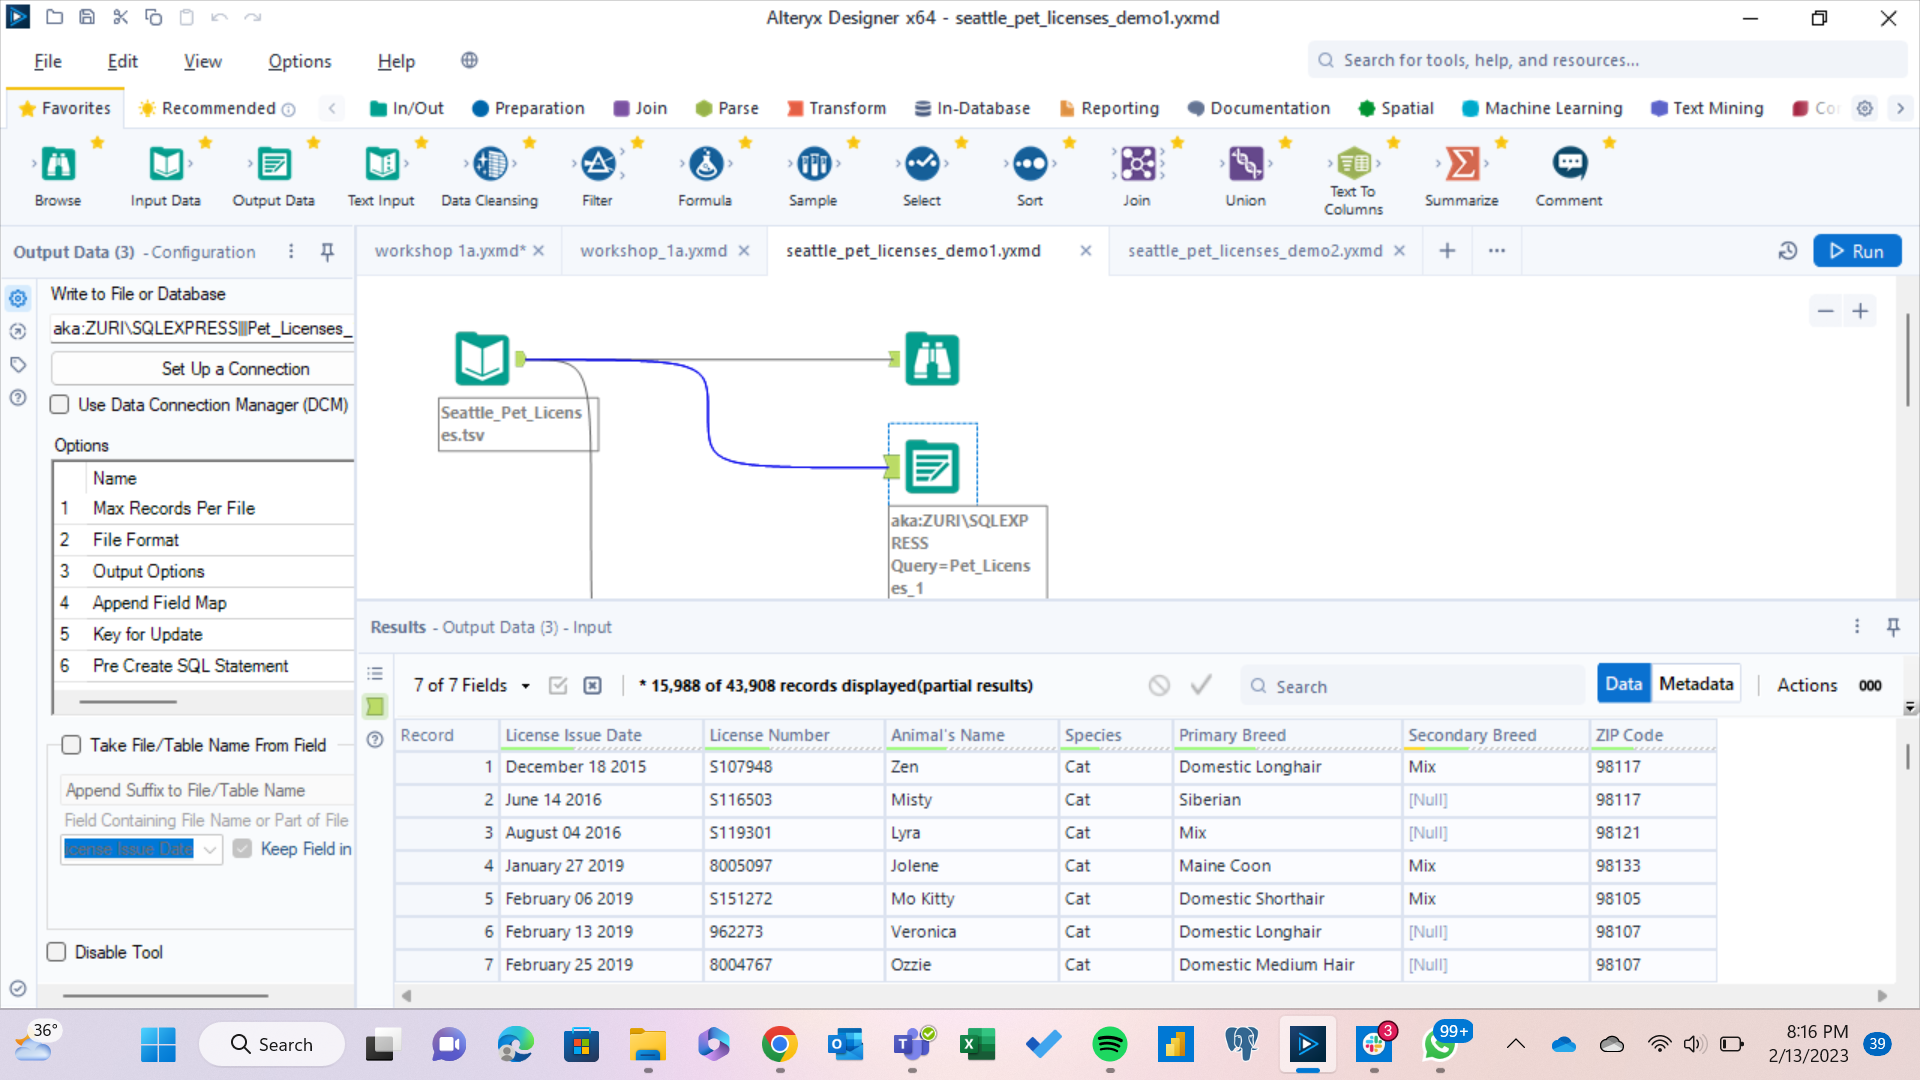 Alteryx Designer x64 - seattle_pet_licenses_demo1.yxmd
File Edit View Options Help
Search for tools, help, and resources...
Favorites Recommended In/Out Preparation Join Parse Transform In-Database Reporting Documentation Spatial Machine Learning Text Mining Co
Browse Input Data Output Data Text Input Data Cleansing Filter Formula Sample Select Sort Join Union Text To Columns Summarize Comment
Output Data (3) - Configuration
workshop 1a.yxmd* workshop_1a.yxmd seattle_pet_licenses_demo1.yxmd seattle_pet_licenses_demo2.yxmd
Run
Write to File or Database
aka:ZURI\SQLEXPRESS|||Pet_Licenses_
Set Up a Connection
Use Data Connection Manager (DCM)
Options
Name
1 Max Records Per File
2 File Format
3 Output Options
4 Append Field Map
5 Key for Update
6 Pre Create SQL Statement
Take File/Table Name From Field
Append Suffix to File/Table Name
Field Containing File Name or Part of File
icense Issue Date
Keep Field in
Disable Tool
Seattle_Pet_Licens
es.tsv
aka:ZURI\SQLEXP
RESS
Query=Pet_Licens
es_1
Results - Output Data (3) - Input
7 of 7 Fields
* 15,988 of 43,908 records displayed(partial results)
Search
Data Metadata
Actions
000
Record License Issue Date License Number Animal's Name Species Primary Breed Secondary Breed ZIP Code
1 December 18 2015 S107948 Zen Cat Domestic Longhair Mix 98117
2 June 14 2016 S116503 Misty Cat Siberian [Null] 98117
3 August 04 2016 S119301 Lyra Cat Mix [Null] 98121
4 January 27 2019 8005097 Jolene Cat Maine Coon Mix 98133
5 February 06 2019 S151272 Mo Kitty Cat Domestic Shorthair Mix 98105
6 February 13 2019 962273 Veronica Cat Domestic Longhair [Null] 98107
7 February 25 2019 8004767 Ozzie Cat Domestic Medium Hair [Null] 98107
36°
Search
3
99+
8:16 PM
2/13/2023
39